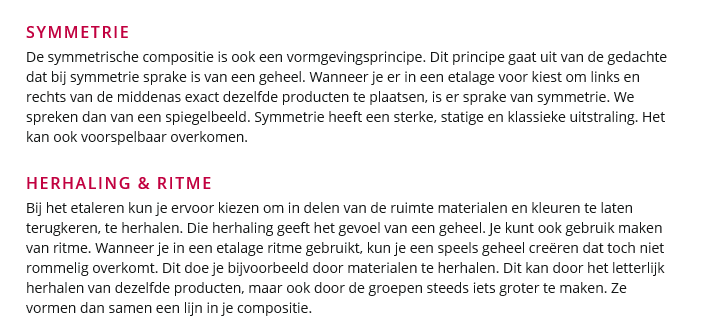 SYMMETRIE
De symmetrische compositie is ook een vormgevingsprincipe. Dit principe gaat uit van de gedachte
dat bij symmetrie sprake is van een geheel. Wanneer je er in een etalage voor kiest om links en
rechts van de middenas exact dezelfde producten te plaatsen, is er sprake van symmetrie. We
spreken dan van een spiegelbeeld. Symmetrie heeft een sterke, statige en klassieke uitstraling. Het
kan ook voorspelbaar overkomen.
HERHALING & RITME
Bij het etaleren kun je ervoor kiezen om in delen van de ruimte materialen en kleuren te laten
terugkeren, te herhalen. Die herhaling geeft het gevoel van een geheel. Je kunt ook gebruik maken
van ritme. Wanneer je in een etalage ritme gebruikt, kun je een speels geheel creëren dat toch niet
rommelig overkomt. Dit doe je bijvoorbeeld door materialen te herhalen. Dit kan door het letterlijk
herhalen van dezelfde producten, maar ook door de groepen steeds iets groter te maken. Ze
vormen dan samen een lijn in je compositie.